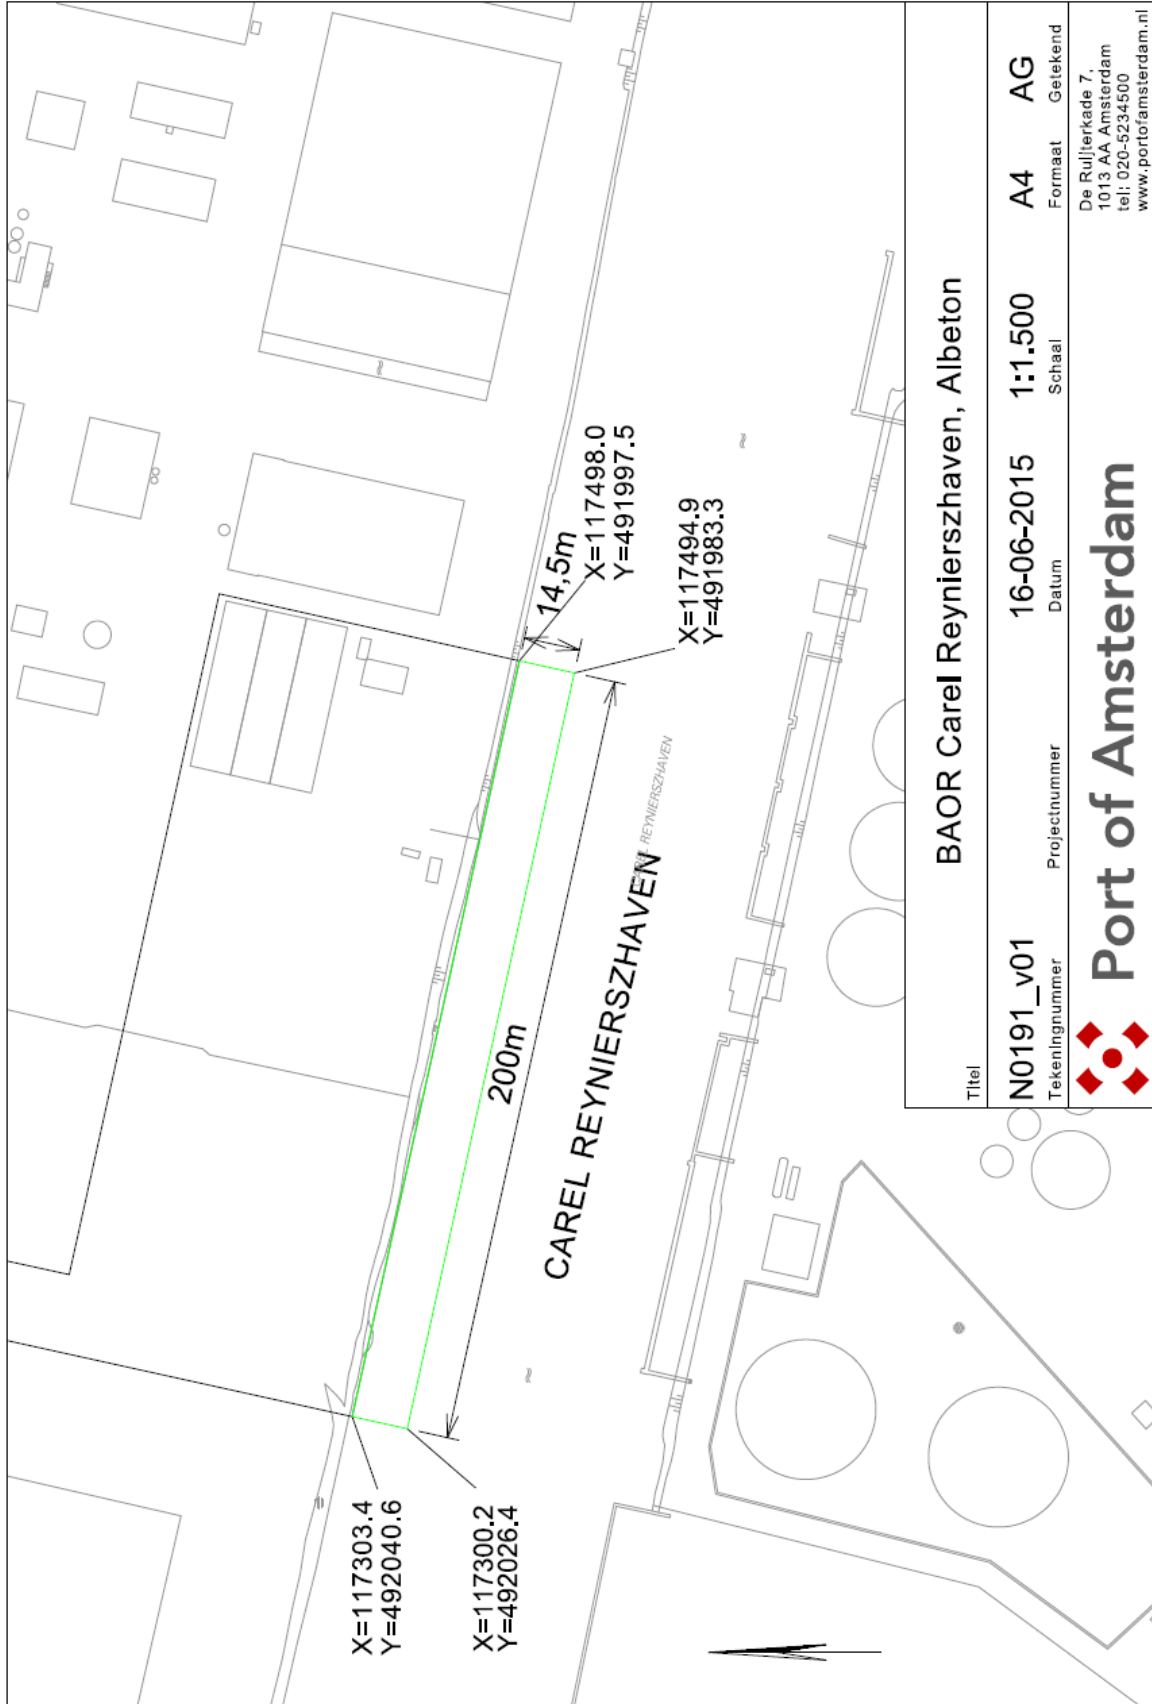 14,5m
X=117498.0
Y=491997.5
X=117494.9
Y=491983.3
CAREL REYNIERSZHAVEN
200m
CAREL REYNIERSZHAVEN
X=117303.4
Y=492040.6
X=117300.2
Y=492026.4
Titel
BAOR Carel Reynierszhaven, Albeton
N0191_v01
16-06-2015
1:1.500
A4
AG
Tekeningnummer
Projectnummer
Datum
Schaal
Formaat
Getekend
Port of Amsterdam
De Ruijterkade 7,
1013 AA Amsterdam
tel: 020-5234500
www.portofamsterdam.nl